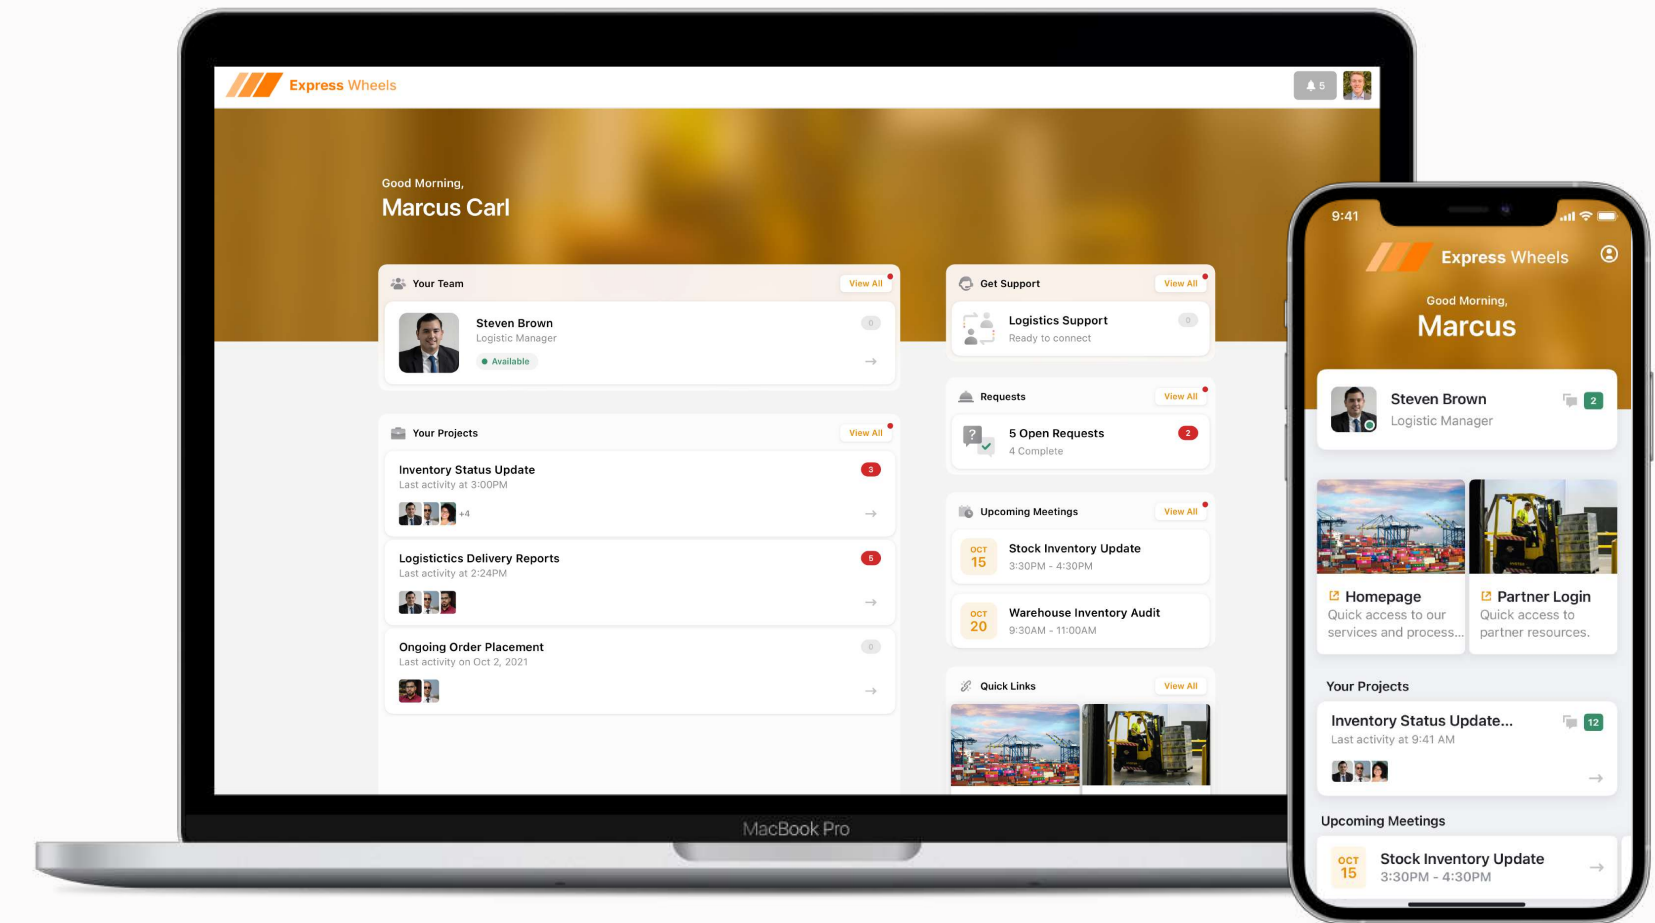 Express Wheels
5
Good Morning,
Marcus Carl
Your Team
View All
Steven Brown
0
Logistic Manager
Available
Your Projects
View All
Inventory Status Update
3
Last activity at 3:00PM
+4
Logistictics Delivery Reports
5
Last activity at 2:24PM
Ongoing Order Placement
0
Last activity on Oct 2, 2021
Get Support
View All
Logistics Support
0
Ready to connect
Requests
View All
?
5 Open Requests
2
4 Complete
Upcoming Meetings
View All
OCT
15
Stock Inventory Update
3:30PM - 4:30PM
OCT
20
Warehouse Inventory Audit
9:30AM - 11:00AM
Quick Links
View All
MacBook Pro
9:41
Express Wheels
Good Morning,
Marcus
Steven Brown
2
Logistic Manager
Homepage
Quick access to our
services and process...
Partner Login
Quick access to
partner resources.
Your Projects
Inventory Status Update...
12
Last activity at 9:41 AM
Upcoming Meetings
OCT
15
Stock Inventory Update
3:30PM - 4:30PM